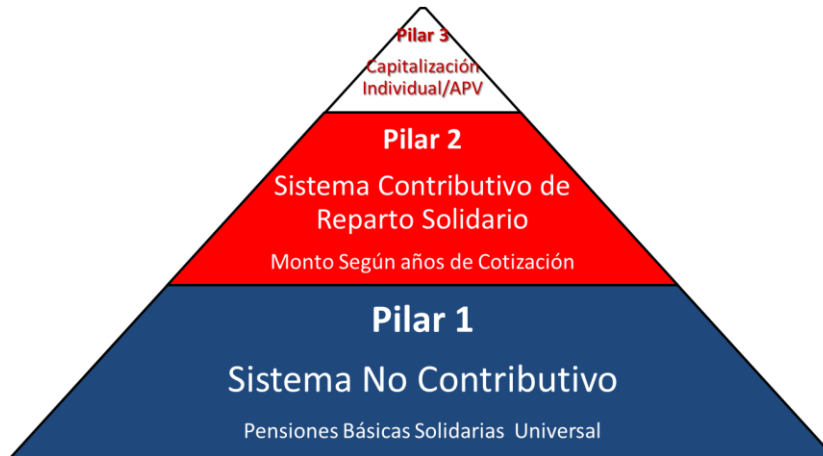 Pilar 3
Capitalización
Individual/APV
Pilar 2
Sistema Contributivo de
Reparto Solidario
Monto Según años de Cotización
Pilar 1
Sistema No Contributivo
Pensiones Básicas Solidarias Universal